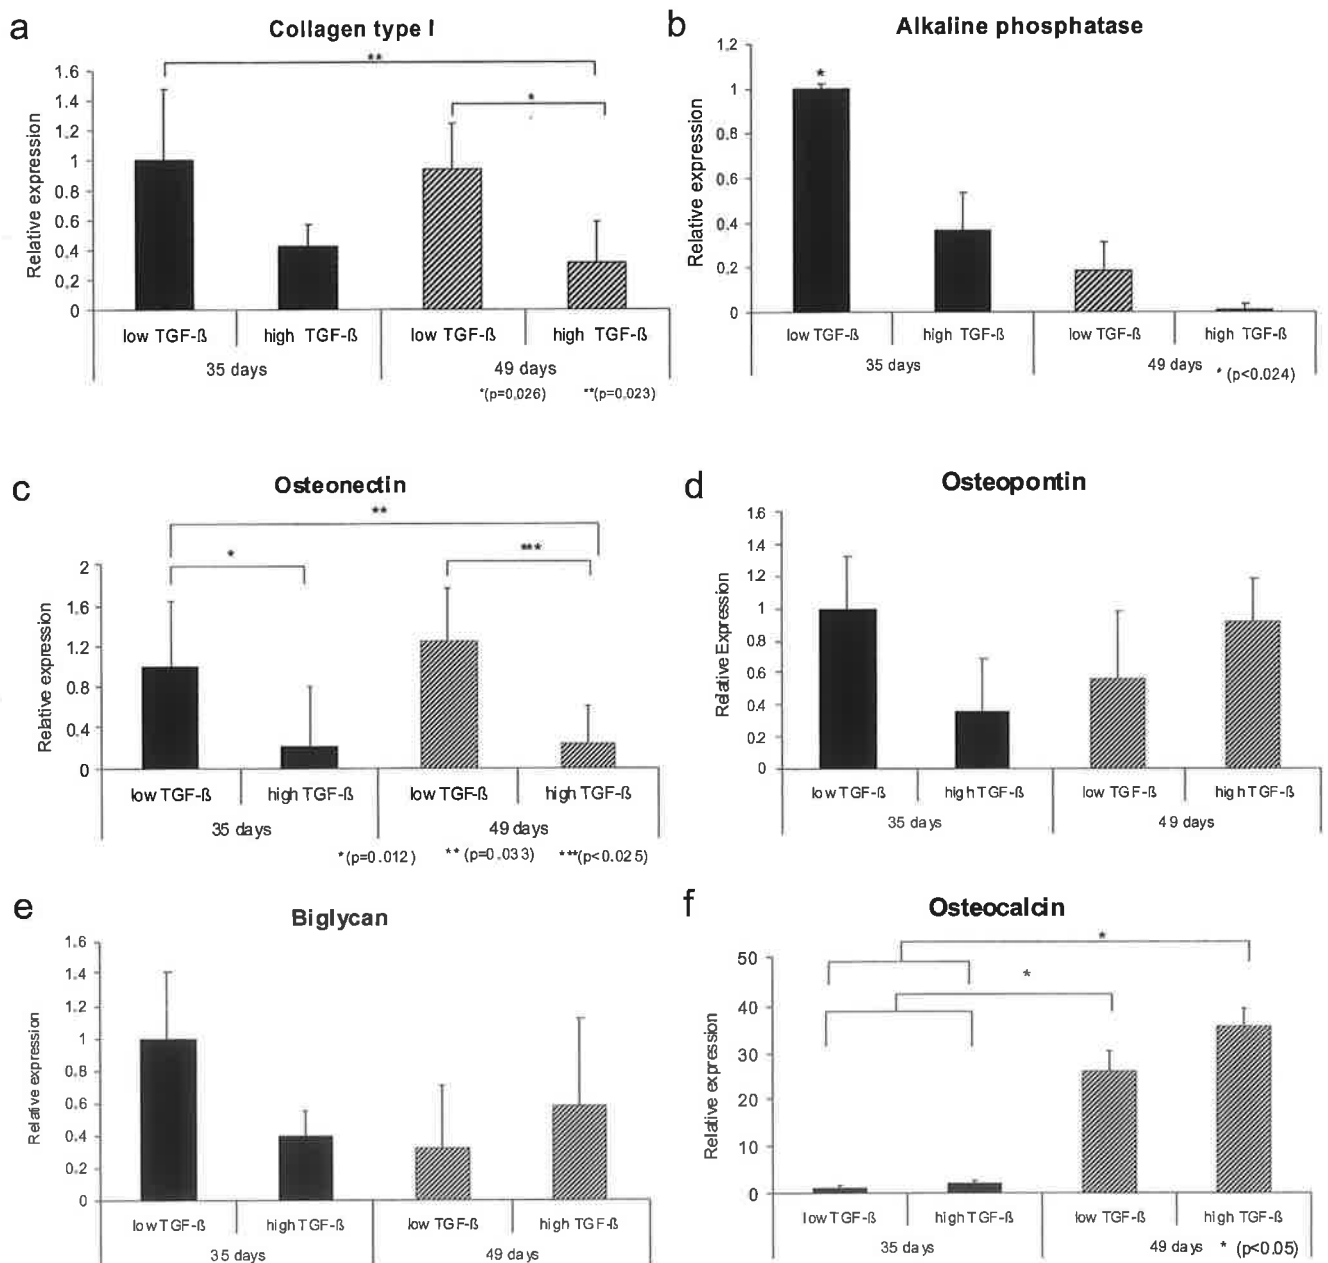 a
Collagen type I
**
*
Relative expression
1.6
1.4
1.2
1
0.8
0.6
0.4
0.2
0
low TGF-ß high TGF-ß low TGF-ß high TGF-ß
35 days 49 days
*(p=0,026) **(p=0,023)
b
Alkaline phosphatase
*
Relative expression
1,2
1
0,8
0,6
0,4
0,2
0
low TGF-ß high TGF-ß low TGF-ß high TGF-ß
35 days 49 days * (p<0.024)
c
Osteonectin
**
*
***
Relative expression
2
1.6
1.2
0.8
0.4
0
low TGF-ß high TGF-ß low TGF-ß high TGF-ß
35 days 49 days
*(p=0.012) ** (p=0.033) ***(p<0.025)
d
Osteopontin
Relative Expression
1.6
1.4
1.2
1
0.8
0.6
0.4
0.2
0
low TGF-ß high TGF-ß low TGF-ß high TGF-ß
35 days 49 days
e
Biglycan
Relative expression
1.6
1.4
1.2
1
0.8
0.6
0.4
0.2
0
low TGF-ß high TGF-ß low TGF-ß high TGF-ß
35 days 49 days
f
Osteocalcin
*
*
Relative expression
50
40
30
20
10
0
low TGF-ß high TGF-ß low TGF-ß high TGF-ß
35 days 49 days * (p<0.05)